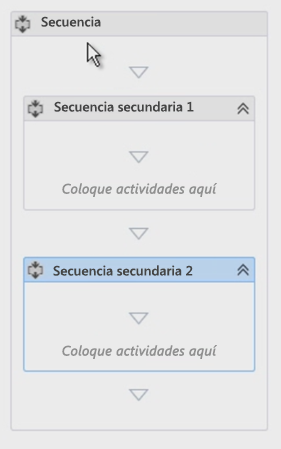 Secuencia
Secuencia secundaria 1
Coloque actividades aquí
Secuencia secundaria 2
Coloque actividades aquí